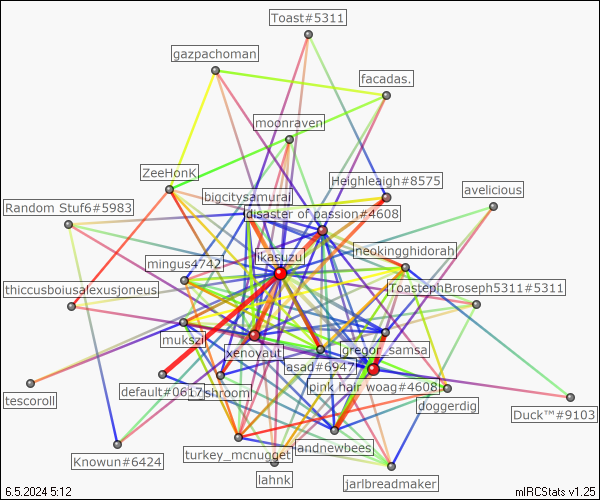 Toast#5311
gazpachoman
facadas.
moonraven
ZeeHonK
Heighleaigh#8575
avelicious
bigcitysamurai
Random Stuf6#5983
disaster of passion#4608
neokingghidorah
likasuzu
mingus4742
thiccusboiusalexusjoneus
ToastephBroseph5311#5311
mukszi
xenoyaut
gregor_samsa
asad#6947
tescoroll
default#0617
shroom
pink hair woag#4608
doggerdig
Duck™#9103
turkey_mcnugget
andnewbees
Knowun#6424
lahnk
jarlbreadmaker
6.5.2024 5:12
mIRCStats v1.25